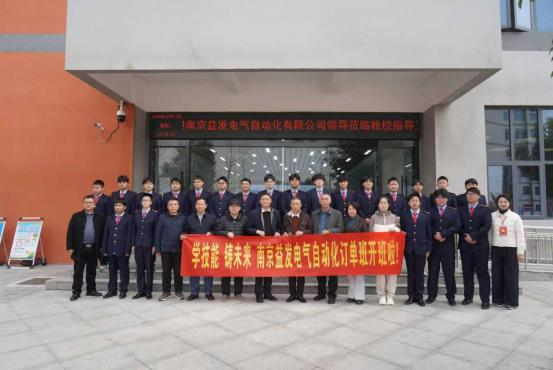 南京益发电气自动化有限公司领导莅临我校指导工
学技能 铸未来 南京益发电气自动化订单班开班啦！